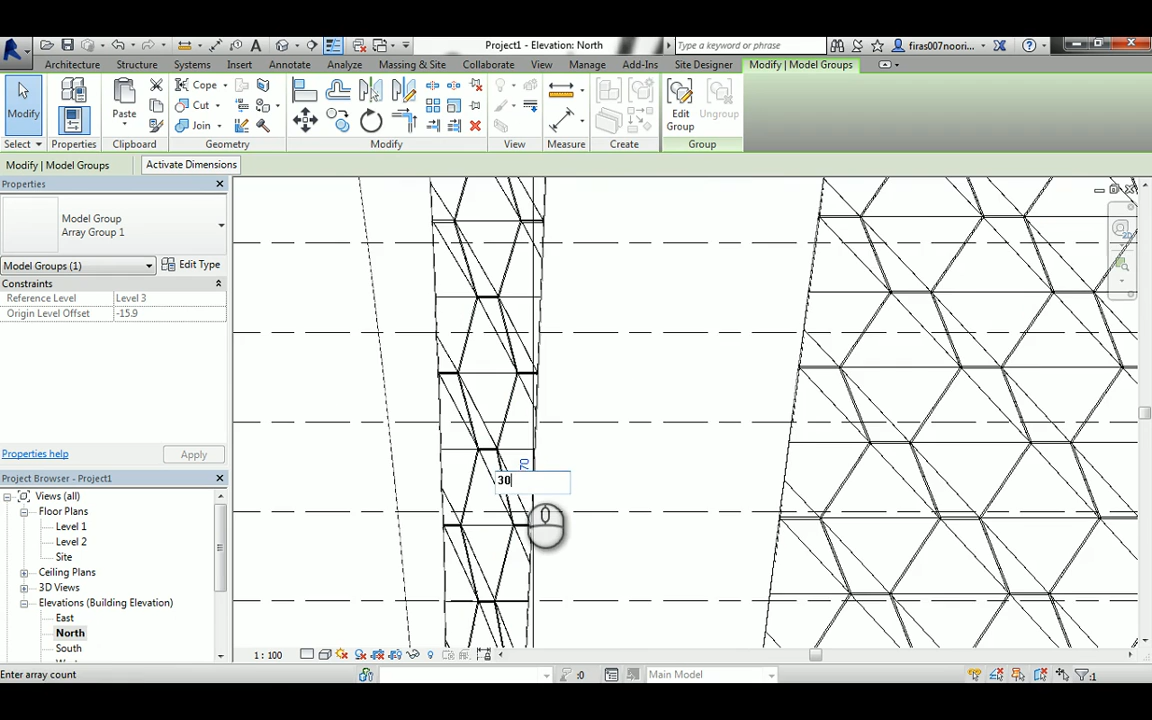 Project1 - Elevation: North
Type a keyword or phrase
firas007noori...
Architecture Structure Systems Insert Annotate Analyze Massing & Site Collaborate View Manage Add-Ins Site Designer Modify | Model Groups
Modify
Paste
Cope
Cut
Join
Edit Group
Ungroup
Select Properties Clipboard Geometry Modify View Measure Create Group
Modify | Model Groups
Activate Dimensions
Properties
Model Group
Array Group 1
Model Groups (1)
Edit Type
Constraints
Reference Level Level 3
Origin Level Offset -15.9
Properties help
Apply
Project Browser - Project1
Views (all)
Floor Plans
Level 1
Level 2
Site
Ceiling Plans
3D Views
Elevations (Building Elevation)
East
North
South
70
30
2D
1 : 100
Enter array count
:0
Main Model
:1